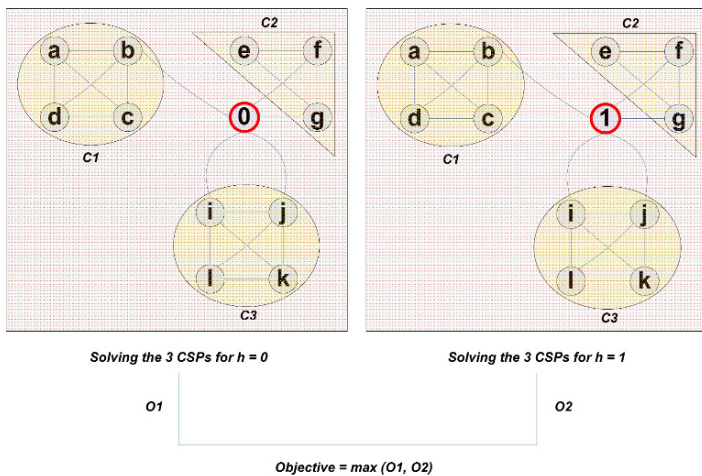 C2
C2
a b e f
a b e f
d c 0 g
d c 1 g
C1
C1
i j
i j
l k
l k
C3
C3
Solving the 3 CSPs for h = 0
Solving the 3 CSPs for h = 1
O1
O2
Objective = max (O1, O2)